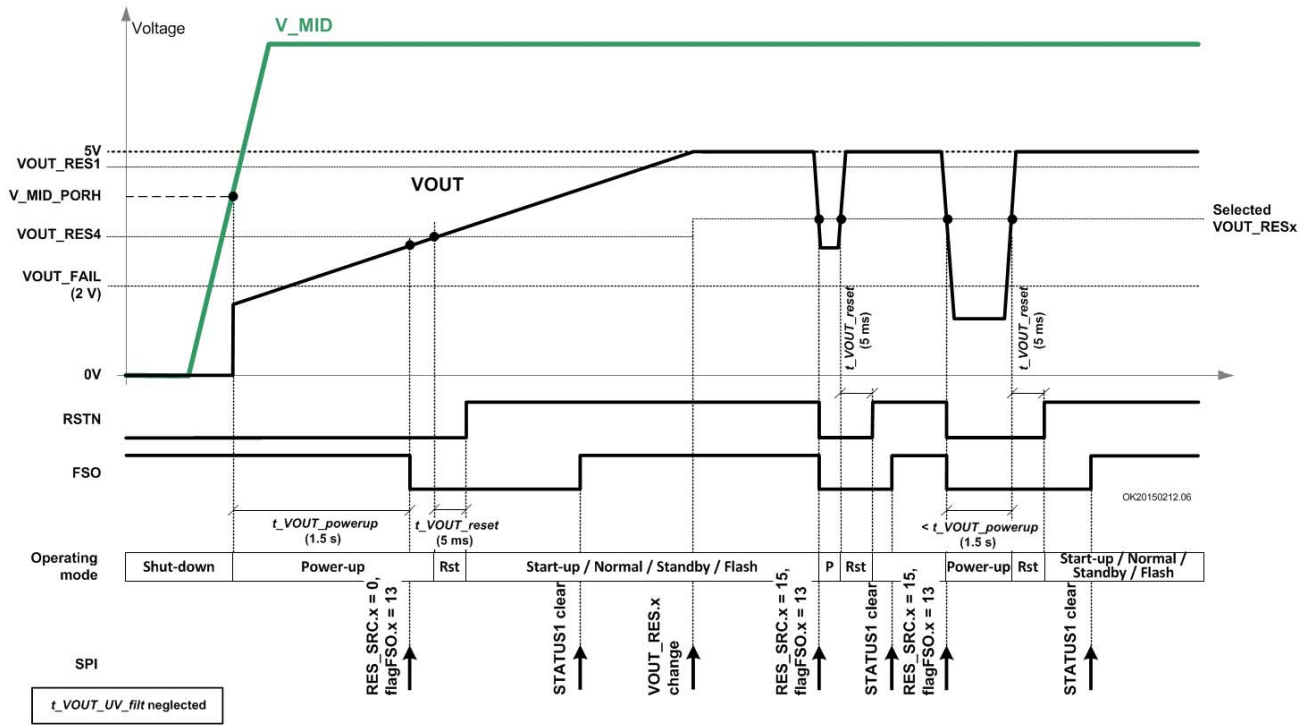 V_MID
Voltage
5V
VOUT_RES1
VOUT
V_MID_PORH
Selected
VOUT_RESx
VOUT_RES4
VOUT_FAIL
(2 V)
t_VOUT_reset
(5 ms)
t_VOUT_reset
(5 ms)
0V
RSTN
FSO
OK20150212.06
t_VOUT_powerup
(1.5 s)
t_VOUT_reset
(5 ms)
< t_VOUT_powerup
(1.5 s)
Operating
mode
Shut-down
Power-up
Rst
Start-up / Normal / Standby / Flash
P
Rst
Power-up
Rst
Start-up / Normal /
Standby / Flash
SPI
RES_SRC.x = 0,
flagFSO.x = 13
STATUS1 clear
VOUT_RES.x
change
RES_SRC.x = 15,
flagFSO.x = 13
STATUS1 clear
RES_SRC.x = 15,
flagFSO.x = 13
STATUS1 clear
t_VOUT_UV_filt neglected